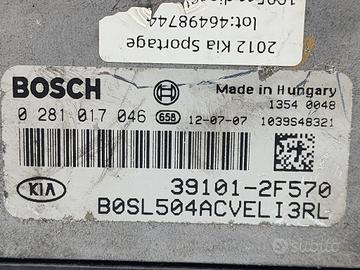 2012 Kia Sportage
lot:46498744
BOSCH
Made in Hungary
1354 0048
0 281 017 046 658 12-07-07 1039S48321
KIA
39101-2F570
B0SL504ACVELI3RL
subito